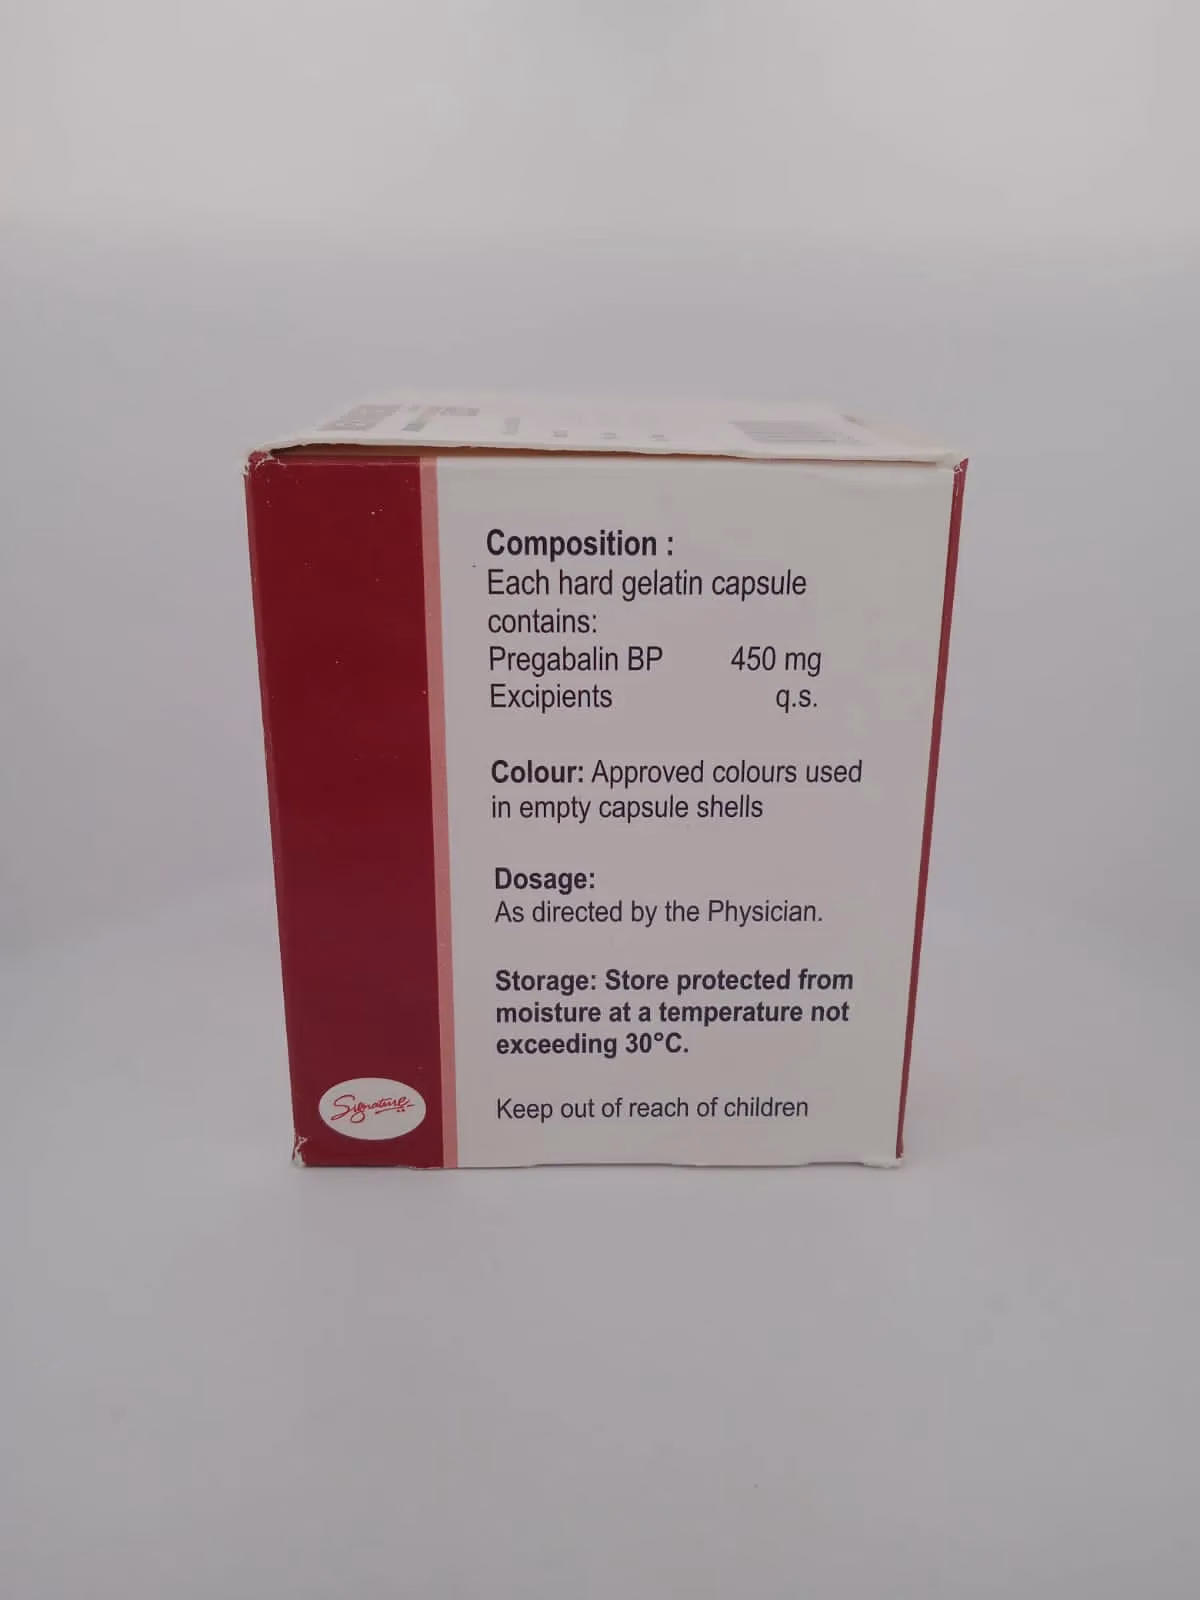 Composition :
Each hard gelatin capsule
contains:
Pregabalin BP 450 mg
Excipients q.s.
Colour: Approved colours used
in empty capsule shells
Dosage:
As directed by the Physician.
Storage: Store protected from
moisture at a temperature not
exceeding 30°C.
Keep out of reach of children
Signature